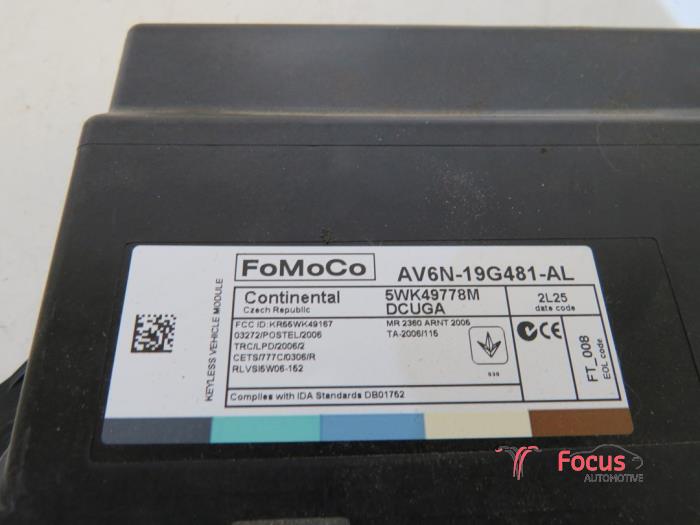 FoMoCo AV6N-19G481-AL
Continental 5WK49778M 2L25
Czech Republic DCUGA date code
KEYLESS VEHICLE MODULE
FCC ID:KR55WK49167 MR 2360 ARNT 2006
03272/POSTEL/2006 TA-2006/115
TRC/LPD/2006/2
CETS/777C/0306/R
RLVSI5W06-152
Complies with IDA Standards DB01752
N CE
FT_008
EOL code
Focus
AUTOMOTIVE